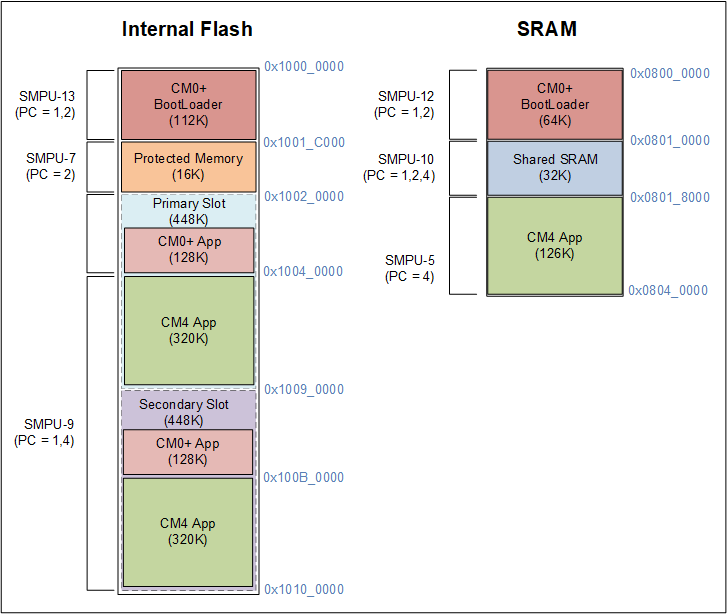 Internal Flash
SMPU-13
(PC = 1,2)
CM0+
BootLoader
(112K)
0x1000_0000
0x1001_C000
SMPU-7
(PC = 2)
Protected Memory
(16K)
0x1002_0000
Primary Slot
(448K)
CM0+ App
(128K)
0x1004_0000
CM4 App
(320K)
0x1009_0000
SMPU-9
(PC = 1,4)
Secondary Slot
(448K)
CM0+ App
(128K)
0x100B_0000
CM4 App
(320K)
0x1010_0000
SRAM
SMPU-12
(PC = 1,2)
CM0+
BootLoader
(64K)
0x0800_0000
0x0801_0000
SMPU-10
(PC = 1,2,4)
Shared SRAM
(32K)
0x0801_8000
SMPU-5
(PC = 4)
CM4 App
(126K)
0x0804_0000